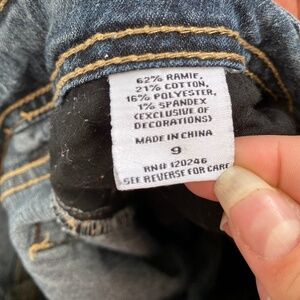 62% RAMIE,
21% COTTON,
16% POLYESTER,
1% SPANDEX
(EXCLUSIVE OF
DECORATIONS)
MADE IN CHINA
9
RN# 120246
SEE REVERSE FOR CARE